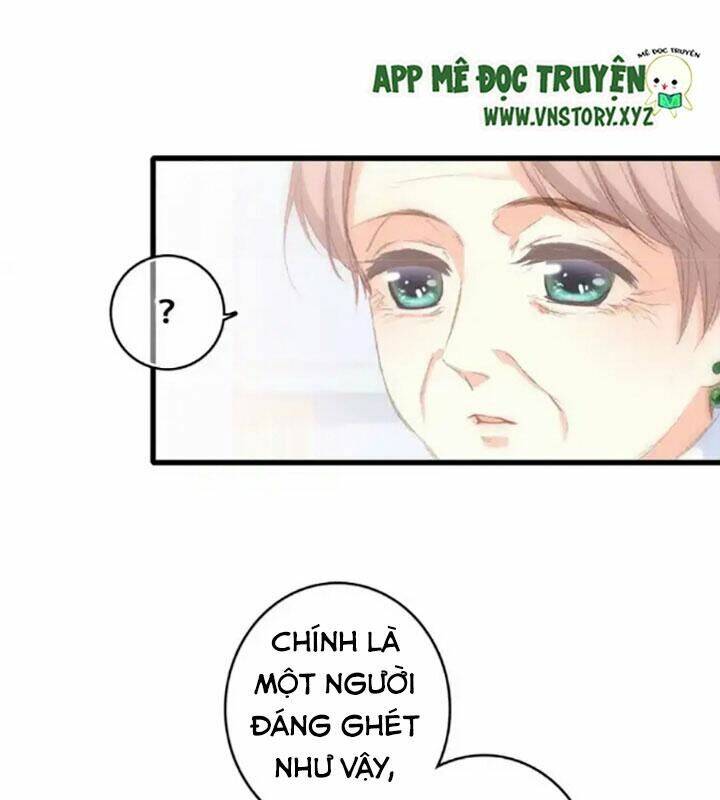 MÊ ĐỌC TRUYỆN
APP MÊ ĐỌC TRUYỆN
WWW.VNSTORY.XYZ
?
CHÍNH LÀ
MỘT NGƯỜI
ĐÁNG GHÉT
NHƯ VẬY,